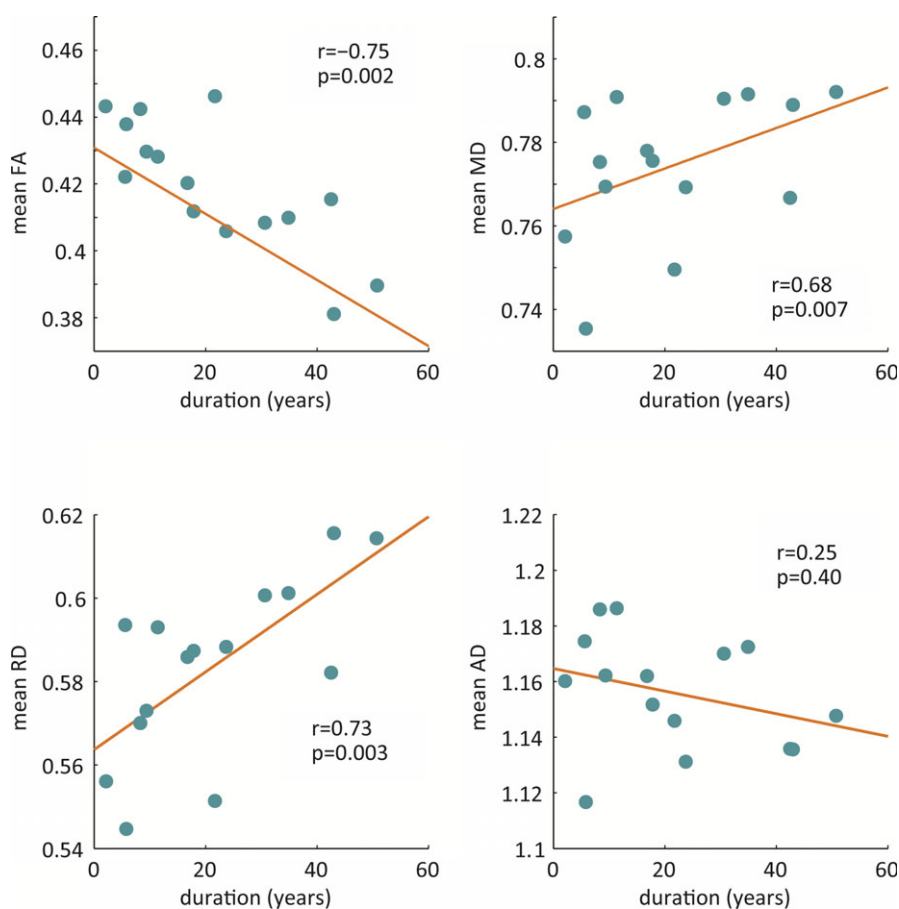 0.46
0.44
0.42
0.4
0.38
mean FA
r=−0.75
p=0.002
0 20 40 60
duration (years)
0.8
0.78
0.76
0.74
mean MD
r=0.68
p=0.007
0 20 40 60
duration (years)
0.62
0.6
0.58
0.56
0.54
mean RD
r=0.73
p=0.003
0 20 40 60
duration (years)
1.22
1.2
1.18
1.16
1.14
1.12
1.1
mean AD
r=0.25
p=0.40
0 20 40 60
duration (years)